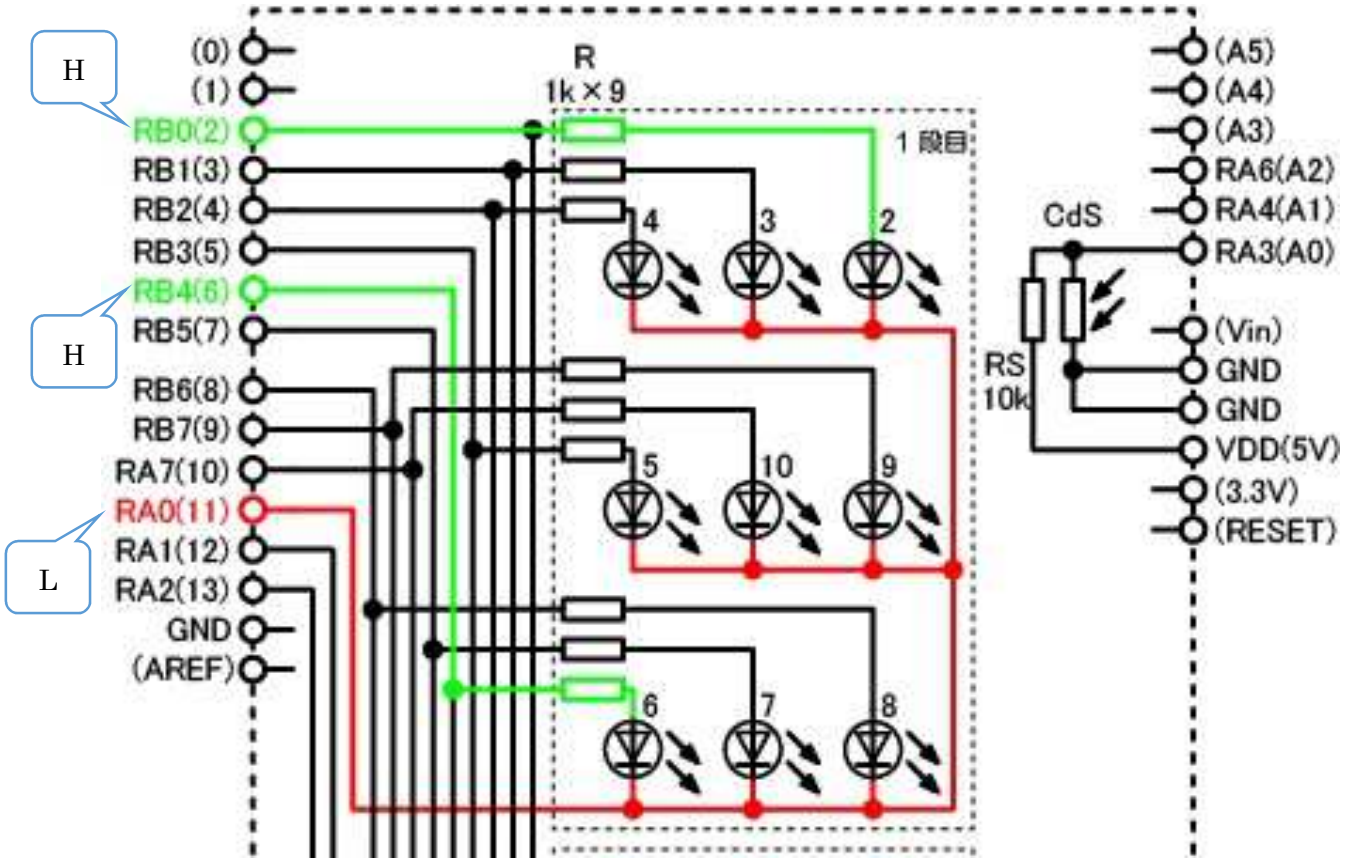 H
H
L
(0)
(1)
RB0(2)
RB1(3)
RB2(4)
RB3(5)
RB4(6)
RB5(7)
RB6(8)
RB7(9)
RA7(10)
RA0(11)
RA1(12)
RA2(13)
GND
(AREF)
R
1k×9
1段目
4 3 2
5 10 9
6 7 8
CdS
RS
10k
(A5)
(A4)
(A3)
RA6(A2)
RA4(A1)
RA3(A0)
(Vin)
GND
GND
VDD(5V)
(3.3V)
(RESET)